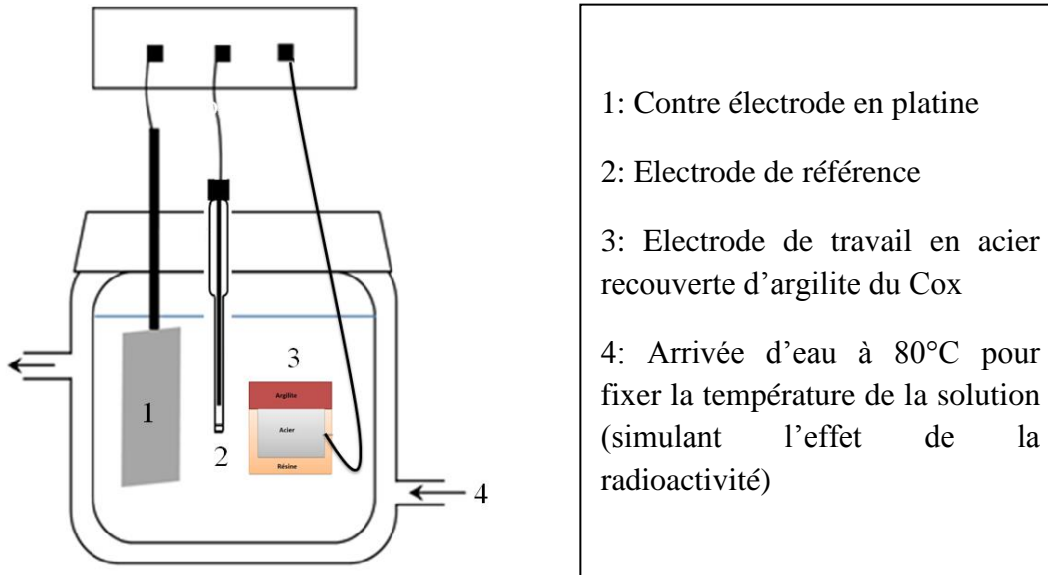 1
2
3
Argilite
Acier
Résine
4
1: Contre électrode en platine
2: Electrode de référence
3: Electrode de travail en acier
recouverte d’argilite du Cox
4: Arrivée d’eau à 80°C pour
fixer la température de la solution
(simulant l’effet de la
radioactivité)